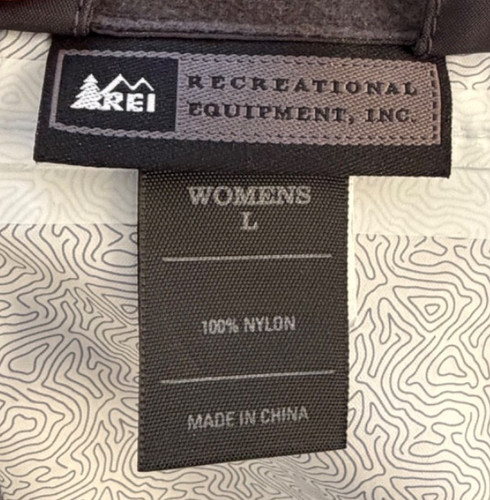 REI
RECREATIONAL
EQUIPMENT, INC.
WOMENS
L
100% NYLON
MADE IN CHINA